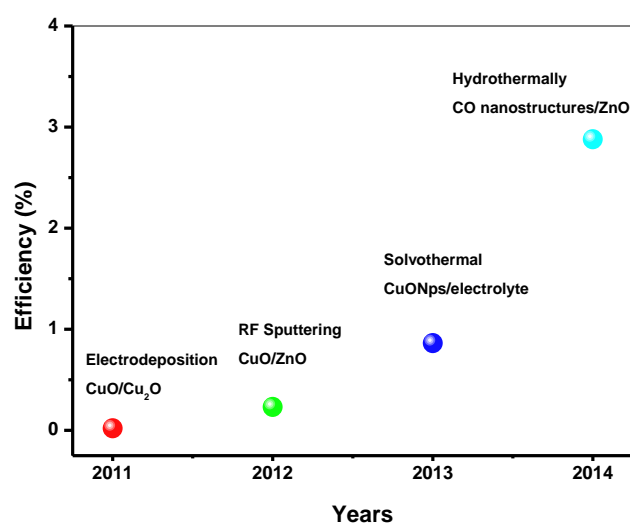 4
Hydrothermally
CO nanostructures/ZnO
3
Efficiency (%)
2
Solvothermal
CuONps/electrolyte
1
RF Sputtering
CuO/ZnO
Electrodeposition
CuO/Cu₂O
0
2011 2012 2013 2014
Years